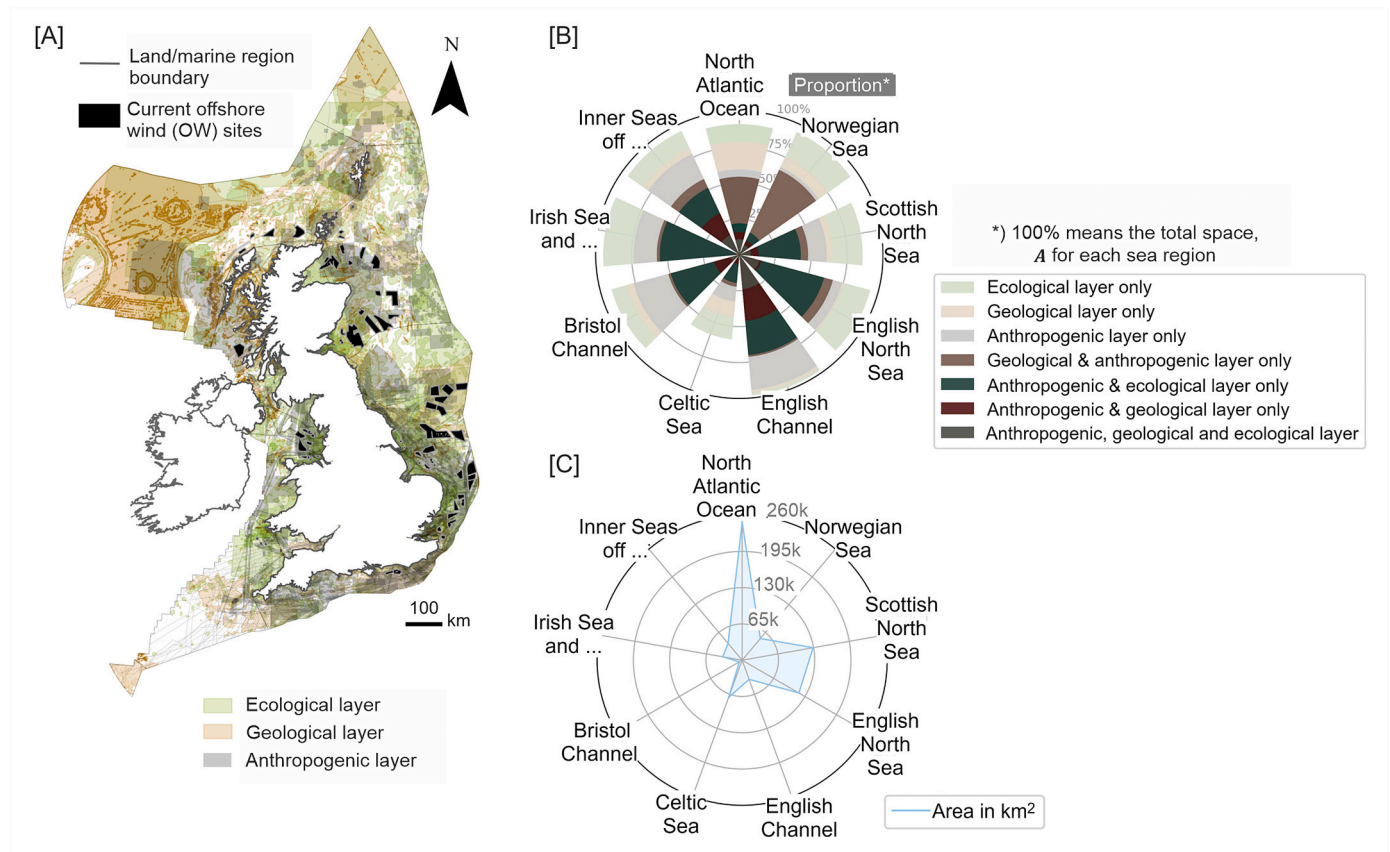 [A]
Land/marine region
boundary
Current offshore
wind (OW) sites
N
100
km
Ecological layer
Geological layer
Anthropogenic layer
[B]
North
Atlantic
Ocean
Proportion*
100%
75%
Norwegian
Sea
Inner Seas
off ...
Irish Sea
and ...
Scottish
North
Sea
Bristol
Channel
English
North
Sea
Celtic
Sea
English
Channel
*) 100% means the total space,
A for each sea region
Ecological layer only
Geological layer only
Anthropogenic layer only
Geological & anthropogenic layer only
Anthropogenic & ecological layer only
Anthropogenic & geological layer only
Anthropogenic, geological and ecological layer
[C]
North
Atlantic
Ocean
260k
195k
130k
65k
Norwegian
Sea
Inner Seas
off ...
Irish Sea
and ...
Scottish
North
Sea
Bristol
Channel
English
North
Sea
Celtic
Sea
English
Channel
Area in km²